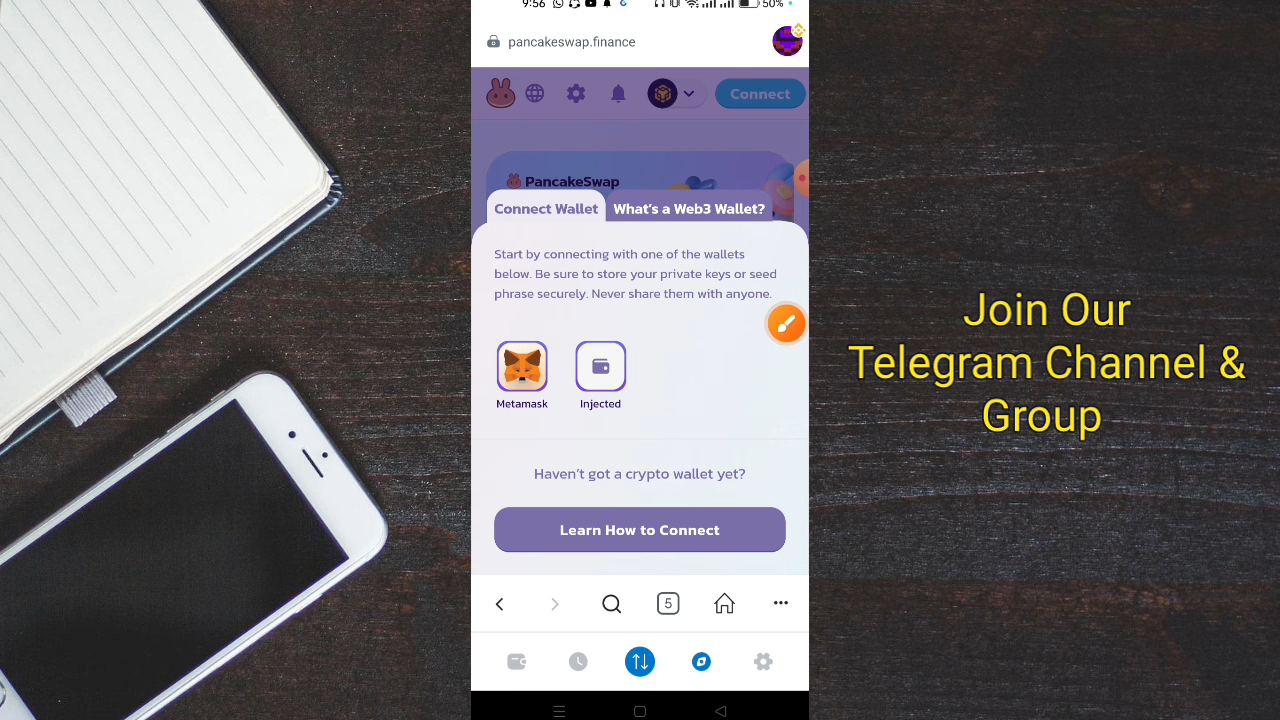 9:56
50%
pancakeswap.finance
Connect
PancakeSwap
Connect Wallet
What's a Web3 Wallet?
Start by connecting with one of the wallets
below. Be sure to store your private keys or seed
phrase securely. Never share them with anyone.
Metamask
Injected
Haven't got a crypto wallet yet?
Learn How to Connect
5
Join Our
Telegram Channel &
Group